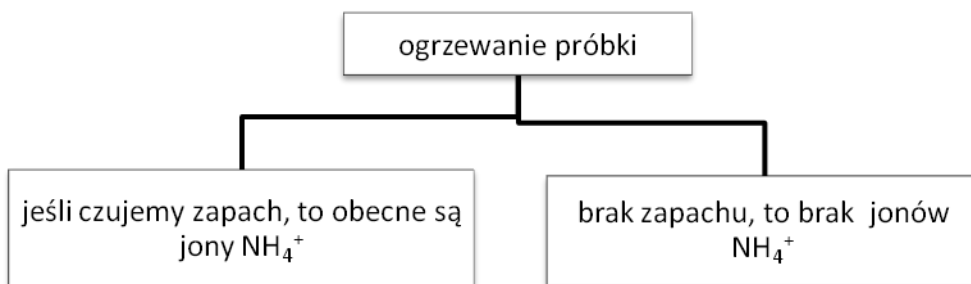 ogrzewanie próbki
jeśli czujemy zapach, to obecne są
jony NH₄⁺
brak zapachu, to brak jonów
NH₄⁺